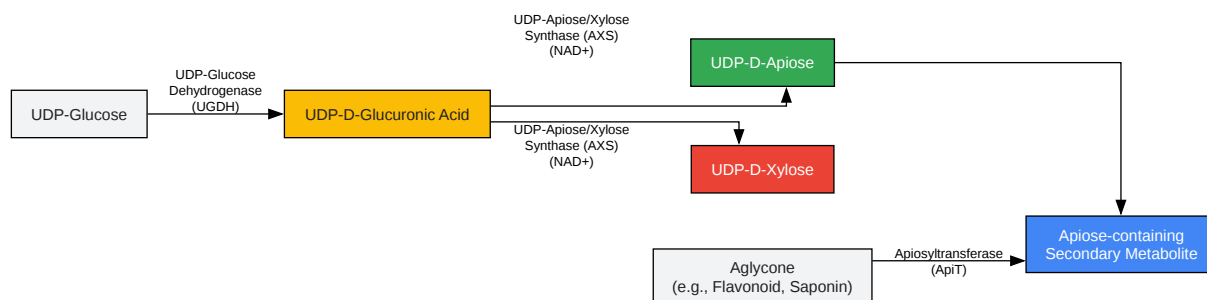 UDP-Apiose/Xylose
Synthase (AXS)
(NAD+)
UDP-D-Apiose
UDP-Glucose
Dehydrogenase
(UGDH)
UDP-Glucose
UDP-D-Glucuronic Acid
UDP-Apiose/Xylose
Synthase (AXS)
(NAD+)
UDP-D-Xylose
Apiose-containing
Secondary Metabolite
Apiosyltransferase
(ApiT)
Aglycone
(e.g., Flavonoid, Saponin)